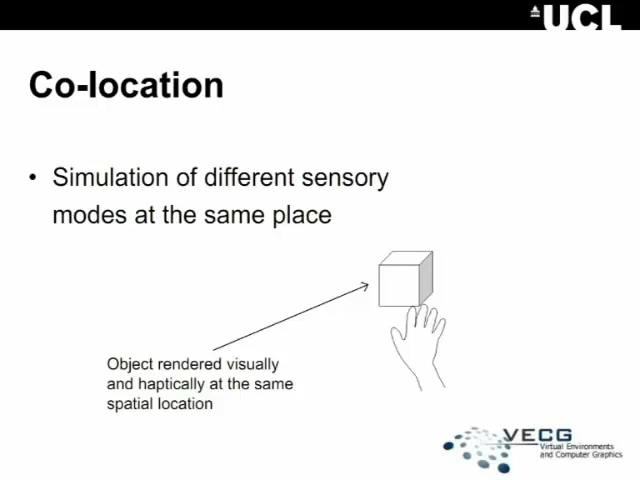 UCL
Co-location
• Simulation of different sensory
modes at the same place
Object rendered visually
and haptically at the same
spatial location
VECG
Virtual Environments
and Computer Graphics